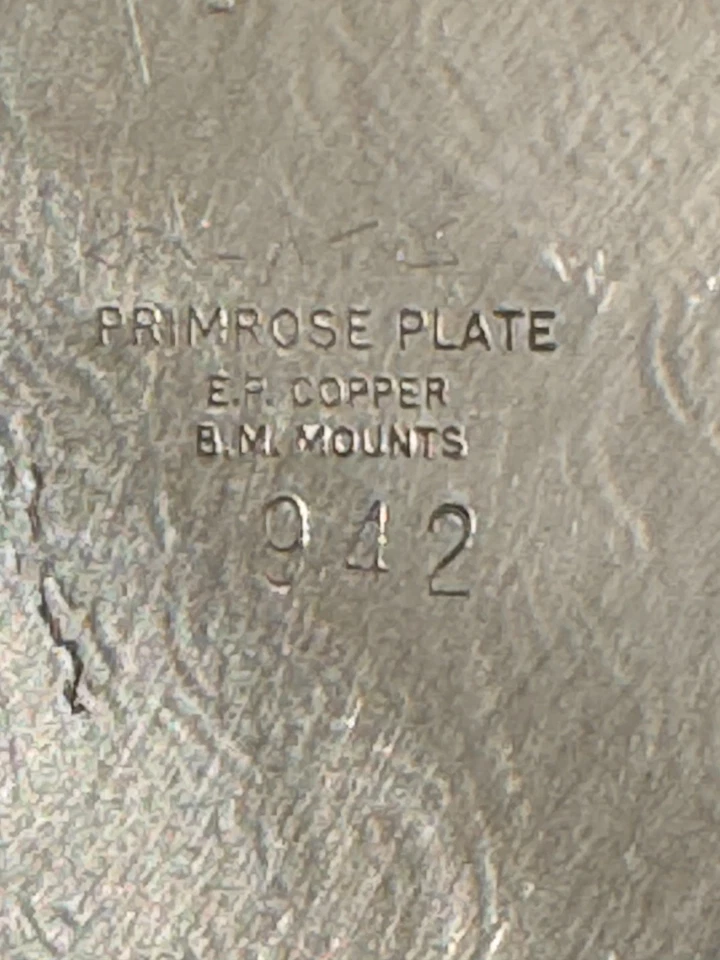 PRIMROSE PLATE
E.P. COPPER
B.M. MOUNTS
942